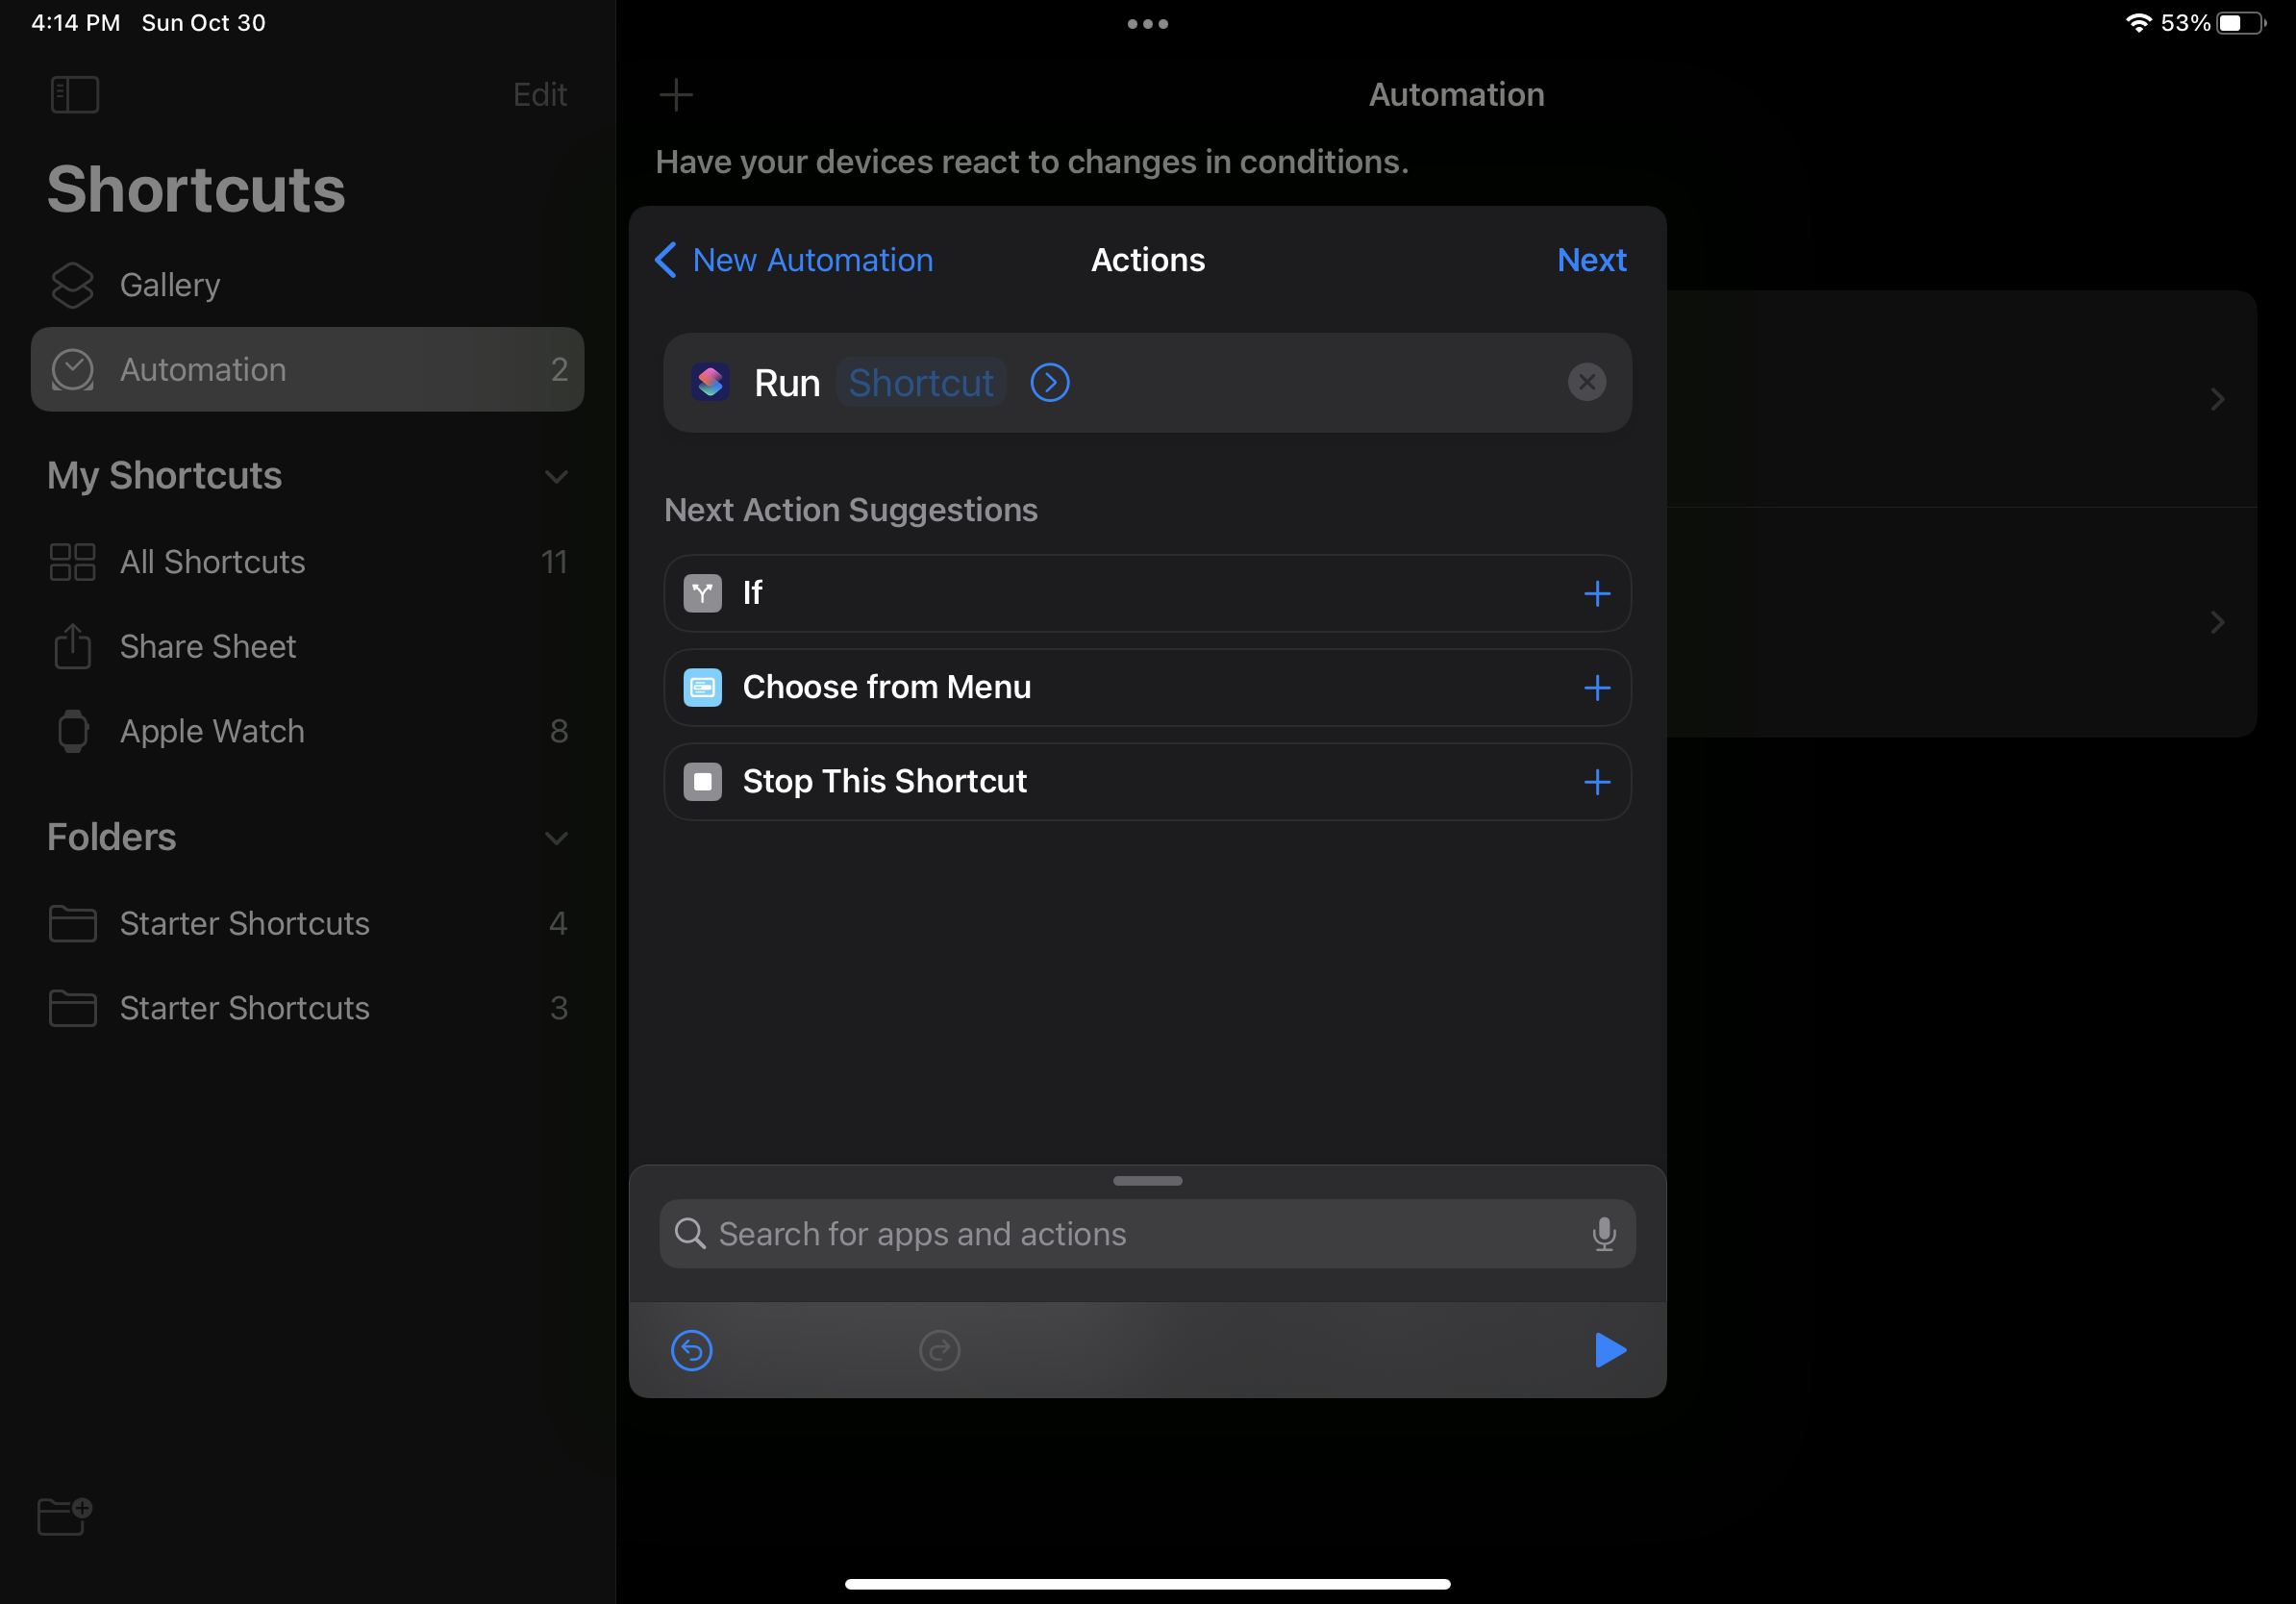 4:14 PM Sun Oct 30
53%
Edit
Shortcuts
Gallery
Automation 2
My Shortcuts
All Shortcuts 11
Share Sheet
Apple Watch 8
Folders
Starter Shortcuts 4
Starter Shortcuts 3
Automation
Have your devices react to changes in conditions.
New Automation Actions Next
Run Shortcut
Next Action Suggestions
If
Choose from Menu
Stop This Shortcut
Search for apps and actions